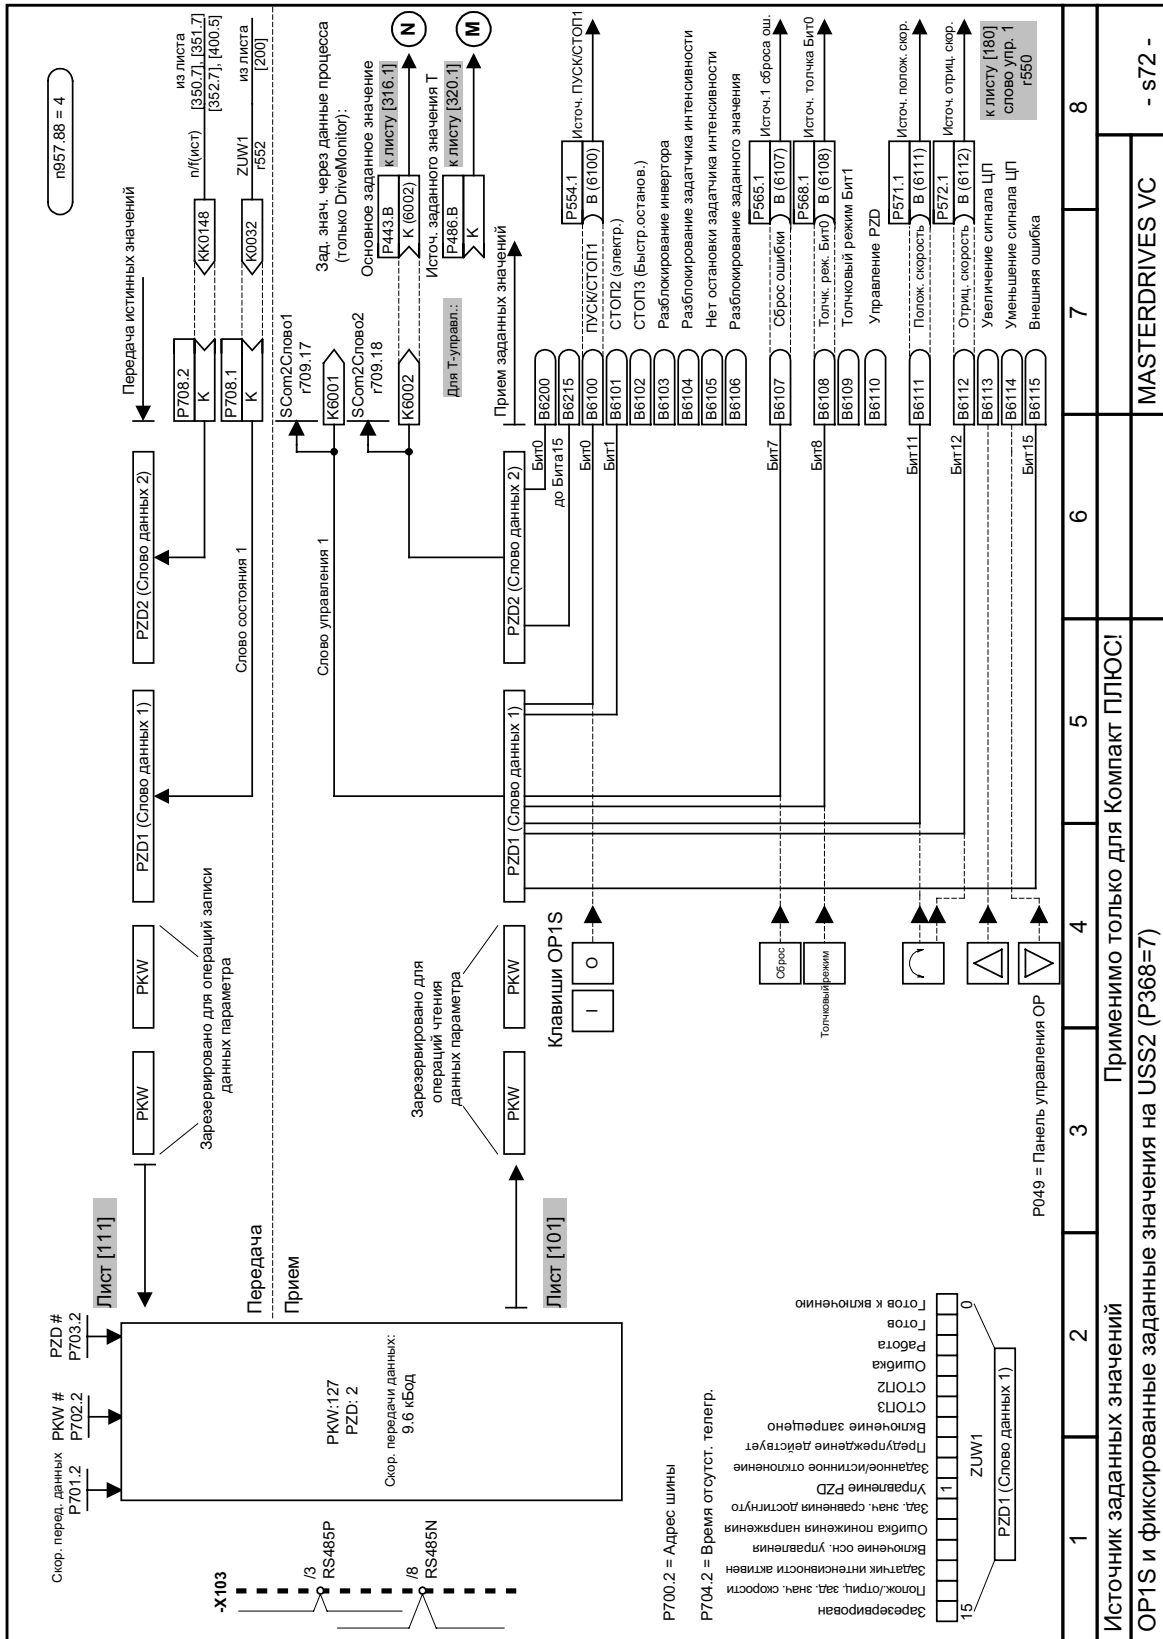 n957.88 = 4
Скор. перед. данных
P701.2
PKW #
P702.2
PZD #
P703.2
Лист [111]
PKW
PKW
PZD1 (Слово данных 1)
PZD2 (Слово данных 2)
Передача истинных значений
Зарезервировано для операций записи
данных параметра
P708.2
K
KK0148
n/f(ист)
из листа
[350.7], [351.7]
[352.7], [400.5]
P708.1
K
K0032
ZUW1
r552
из листа
[200]
Слово состояния 1
Передача
Прием
PKW:127
PZD: 2
Скор. передачи данных:
9.6 кБод
-X103
/3
RS485P
/8
RS485N
Слово управления 1
SCom2Слово1
r709.17
K6001
SCom2Слово2
r709.18
K6002
Зад. знач. через данные процесса
(только DriveMonitor):
Основное заданное значение
P443.B
к листу [316.1]
K (6002)
N
Источ. заданного значения T
Для Т-управл.:
P486.B
к листу [320.1]
K
M
Зарезервировано для
операций чтения
данных параметра
Лист [101]
PKW
PKW
PZD1 (Слово данных 1)
PZD2 (Слово данных 2)
Прием заданных значений
Клавиши OP1S
I
O
Бит0
B6200
до Бита15
B6215
Бит0
B6100
ПУСК/СТОП1
P554.1
B (6100)
Источ. ПУСК/СТОП1
Бит1
B6101
СТОП2 (электр.)
B6102
СТОП3 (Быстр.останов.)
B6103
Разблокирование инвертора
B6104
Разблокирование задатчика интенсивности
B6105
Нет остановки задатчика интенсивности
B6106
Разблокирование заданного значения
Сброс
Бит7
B6107
Сброс ошибки
P565.1
B (6107)
Источ.1 сброса ош.
Толчковый режим
Бит8
B6108
Толчк. реж. Бит0
P568.1
B (6108)
Источ. толчка Бит0
B6109
Толчковый режим Бит1
B6110
Управление PZD
Бит11
B6111
Полож. скорость
P571.1
B (6111)
Источ. полож. скор.
Бит12
B6112
Отриц. скорость
P572.1
B (6112)
Источ. отриц. скор.
B6113
Увеличение сигнала ЦП
B6114
Уменьшение сигнала ЦП
Бит15
B6115
Внешняя ошибка
к листу [180]
слово упр. 1
r550
P049 = Панель управления OP
P700.2 = Адрес шины
P704.2 = Время отсутст. телегр.
Зарезервирован
Полож./отриц. зад. знач. скорости
Задатчик интенсивности активен
Включение осн. управления
Ошибка понижения напряжения
Зад. знач. сравнения достигнуто
Управление PZD
Заданное/истинное отклонение
Предупреждение действует
Включение запрещено
СТОП3
СТОП2
Ошибка
Работа
Готов
Готов к включению
1
15
ZUW1
0
PZD1 (Слово данных 1)
1 2 3 4 5 6 7 8
Источник заданных значений
Применимо только для Компакт ПЛЮС!
OP1S и фиксированные заданные значения на USS2 (P368=7)
MASTERDRIVES VC
- s72 -